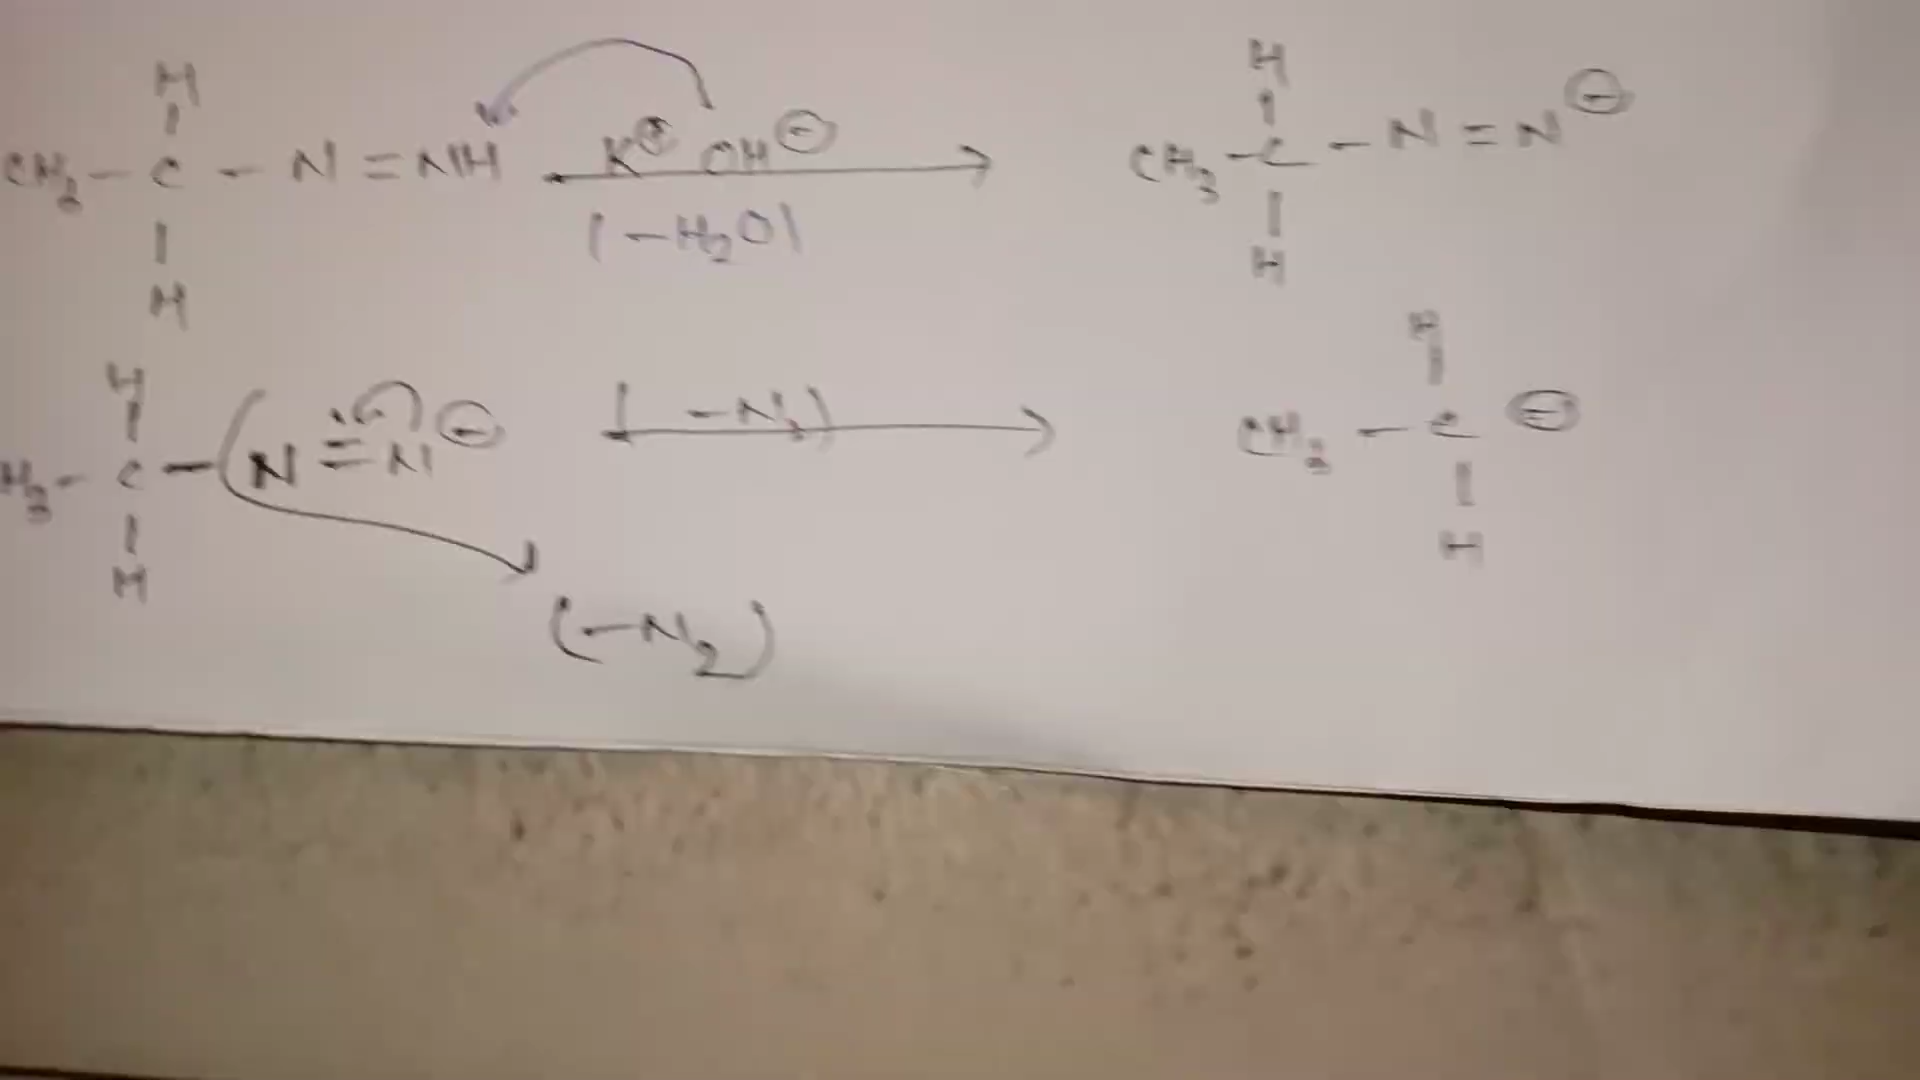 H H
CH₃ - C - N = NH K⊕ OH⊖ → CH₃ - C - N = N⊖
(-H₂O)
H H
H H
H₃ - C - (N = N⊖ (-N₂) → CH₃ - C⊖
H H
(-N₂)